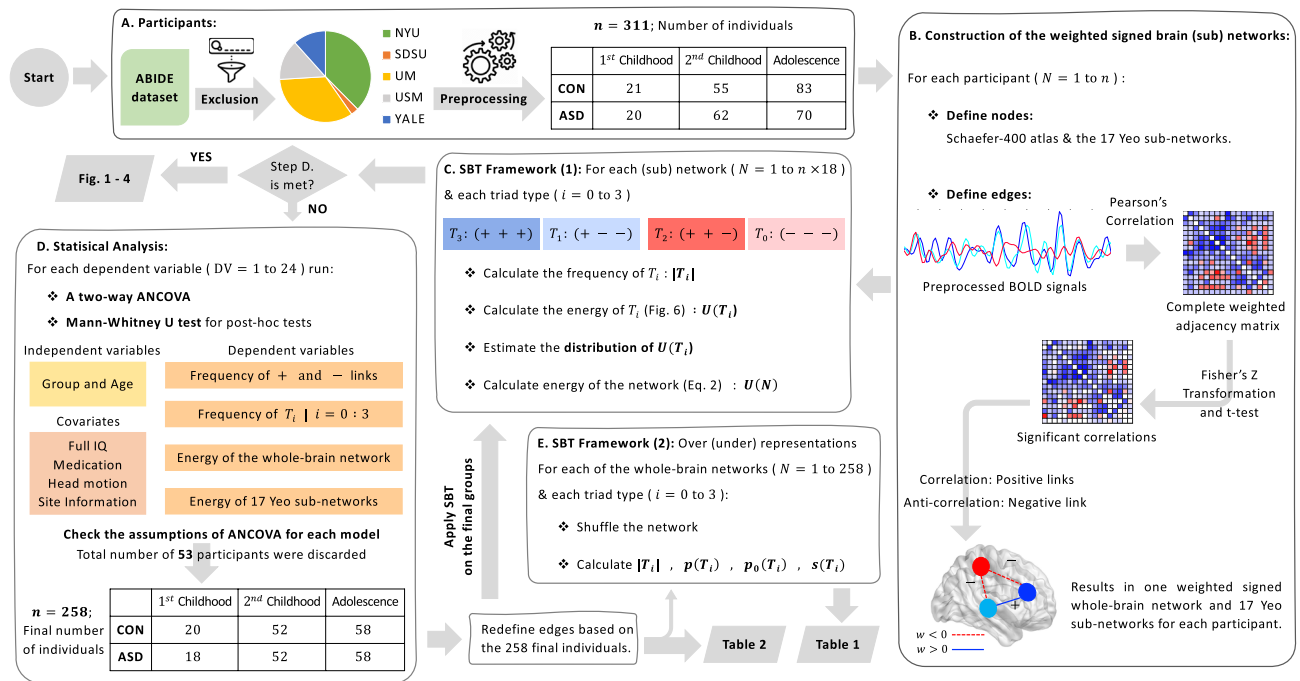 Start
A. Participants:
ABIDE
dataset
Exclusion
NYU
SDSU
UM
USM
YALE
Preprocessing
n = 311; Number of individuals
1st Childhood 2nd Childhood Adolescence
CON 21 55 83
ASD 20 62 70
B. Construction of the weighted signed brain (sub) networks:
For each participant ( N = 1 to n ) :
❖ Define nodes:
Schaefer-400 atlas & the 17 Yeo sub-networks.
❖ Define edges:
Pearson's
Correlation
Preprocessed BOLD signals
Complete weighted
adjacency matrix
Fisher's Z
Transformation
and t-test
Significant correlations
Correlation: Positive links
Anti-correlation: Negative link
−
−
+
w < 0
w > 0
Results in one weighted signed
whole-brain network and 17 Yeo
sub-networks for each participant.
C. SBT Framework (1): For each (sub) network ( N = 1 to n ×18 )
& each triad type ( i = 0 to 3 )
T3: (+ + +) T1: (+ − −) T2: (+ + −) T0: (− − −)
❖ Calculate the frequency of Ti : |Ti|
❖ Calculate the energy of Ti (Fig. 6) : U(Ti)
❖ Estimate the distribution of U(Ti)
❖ Calculate energy of the network (Eq. 2) : U(N)
Step D.
is met?
YES
NO
Fig. 1 - 4
D. Statisical Analysis:
For each dependent variable ( DV = 1 to 24 ) run:
❖ A two-way ANCOVA
❖ Mann-Whitney U test for post-hoc tests
Independent variables
Group and Age
Covariates
Full IQ
Medication
Head motion
Site Information
Dependent variables
Frequency of + and − links
Frequency of Ti | i = 0 : 3
Energy of the whole-brain network
Energy of 17 Yeo sub-networks
Check the assumptions of ANCOVA for each model
Total number of 53 participants were discarded
n = 258;
Final number
of individuals
1st Childhood 2nd Childhood Adolescence
CON 20 52 58
ASD 18 52 58
Redefine edges based on
the 258 final individuals.
Apply SBT
on the final groups
E. SBT Framework (2): Over (under) representations
For each of the whole-brain networks ( N = 1 to 258 )
& each triad type ( i = 0 to 3 ):
❖ Shuffle the network
❖ Calculate |Ti| , p(Ti) , p0(Ti) , s(Ti)
Table 2
Table 1